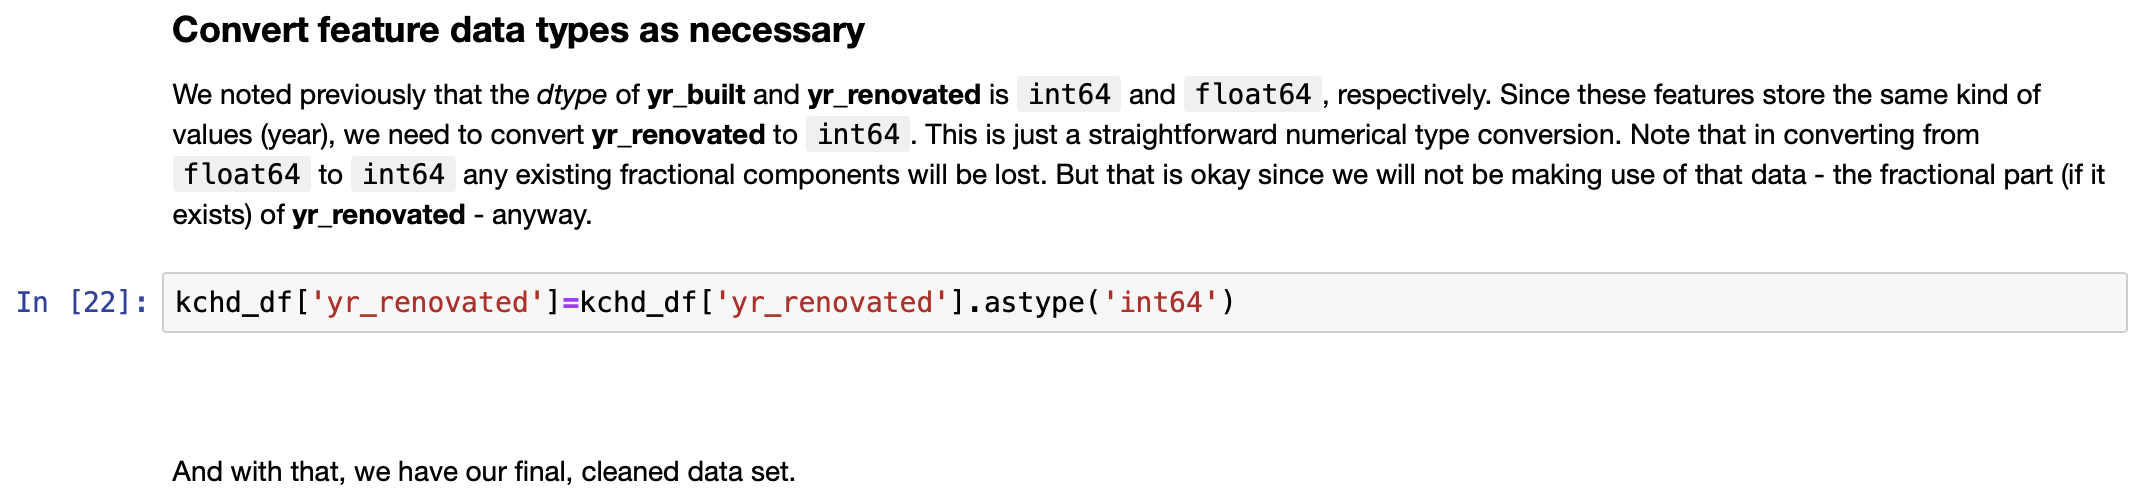 Convert feature data types as necessary
We noted previously that the dtype of yr_built and yr_renovated is int64 and float64 , respectively. Since these features store the same kind of
values (year), we need to convert yr_renovated to int64 . This is just a straightforward numerical type conversion. Note that in converting from
float64 to int64 any existing fractional components will be lost. But that is okay since we will not be making use of that data - the fractional part (if it
exists) of yr_renovated - anyway.
In [22]: kchd_df['yr_renovated']=kchd_df['yr_renovated'].astype('int64')
And with that, we have our final, cleaned data set.